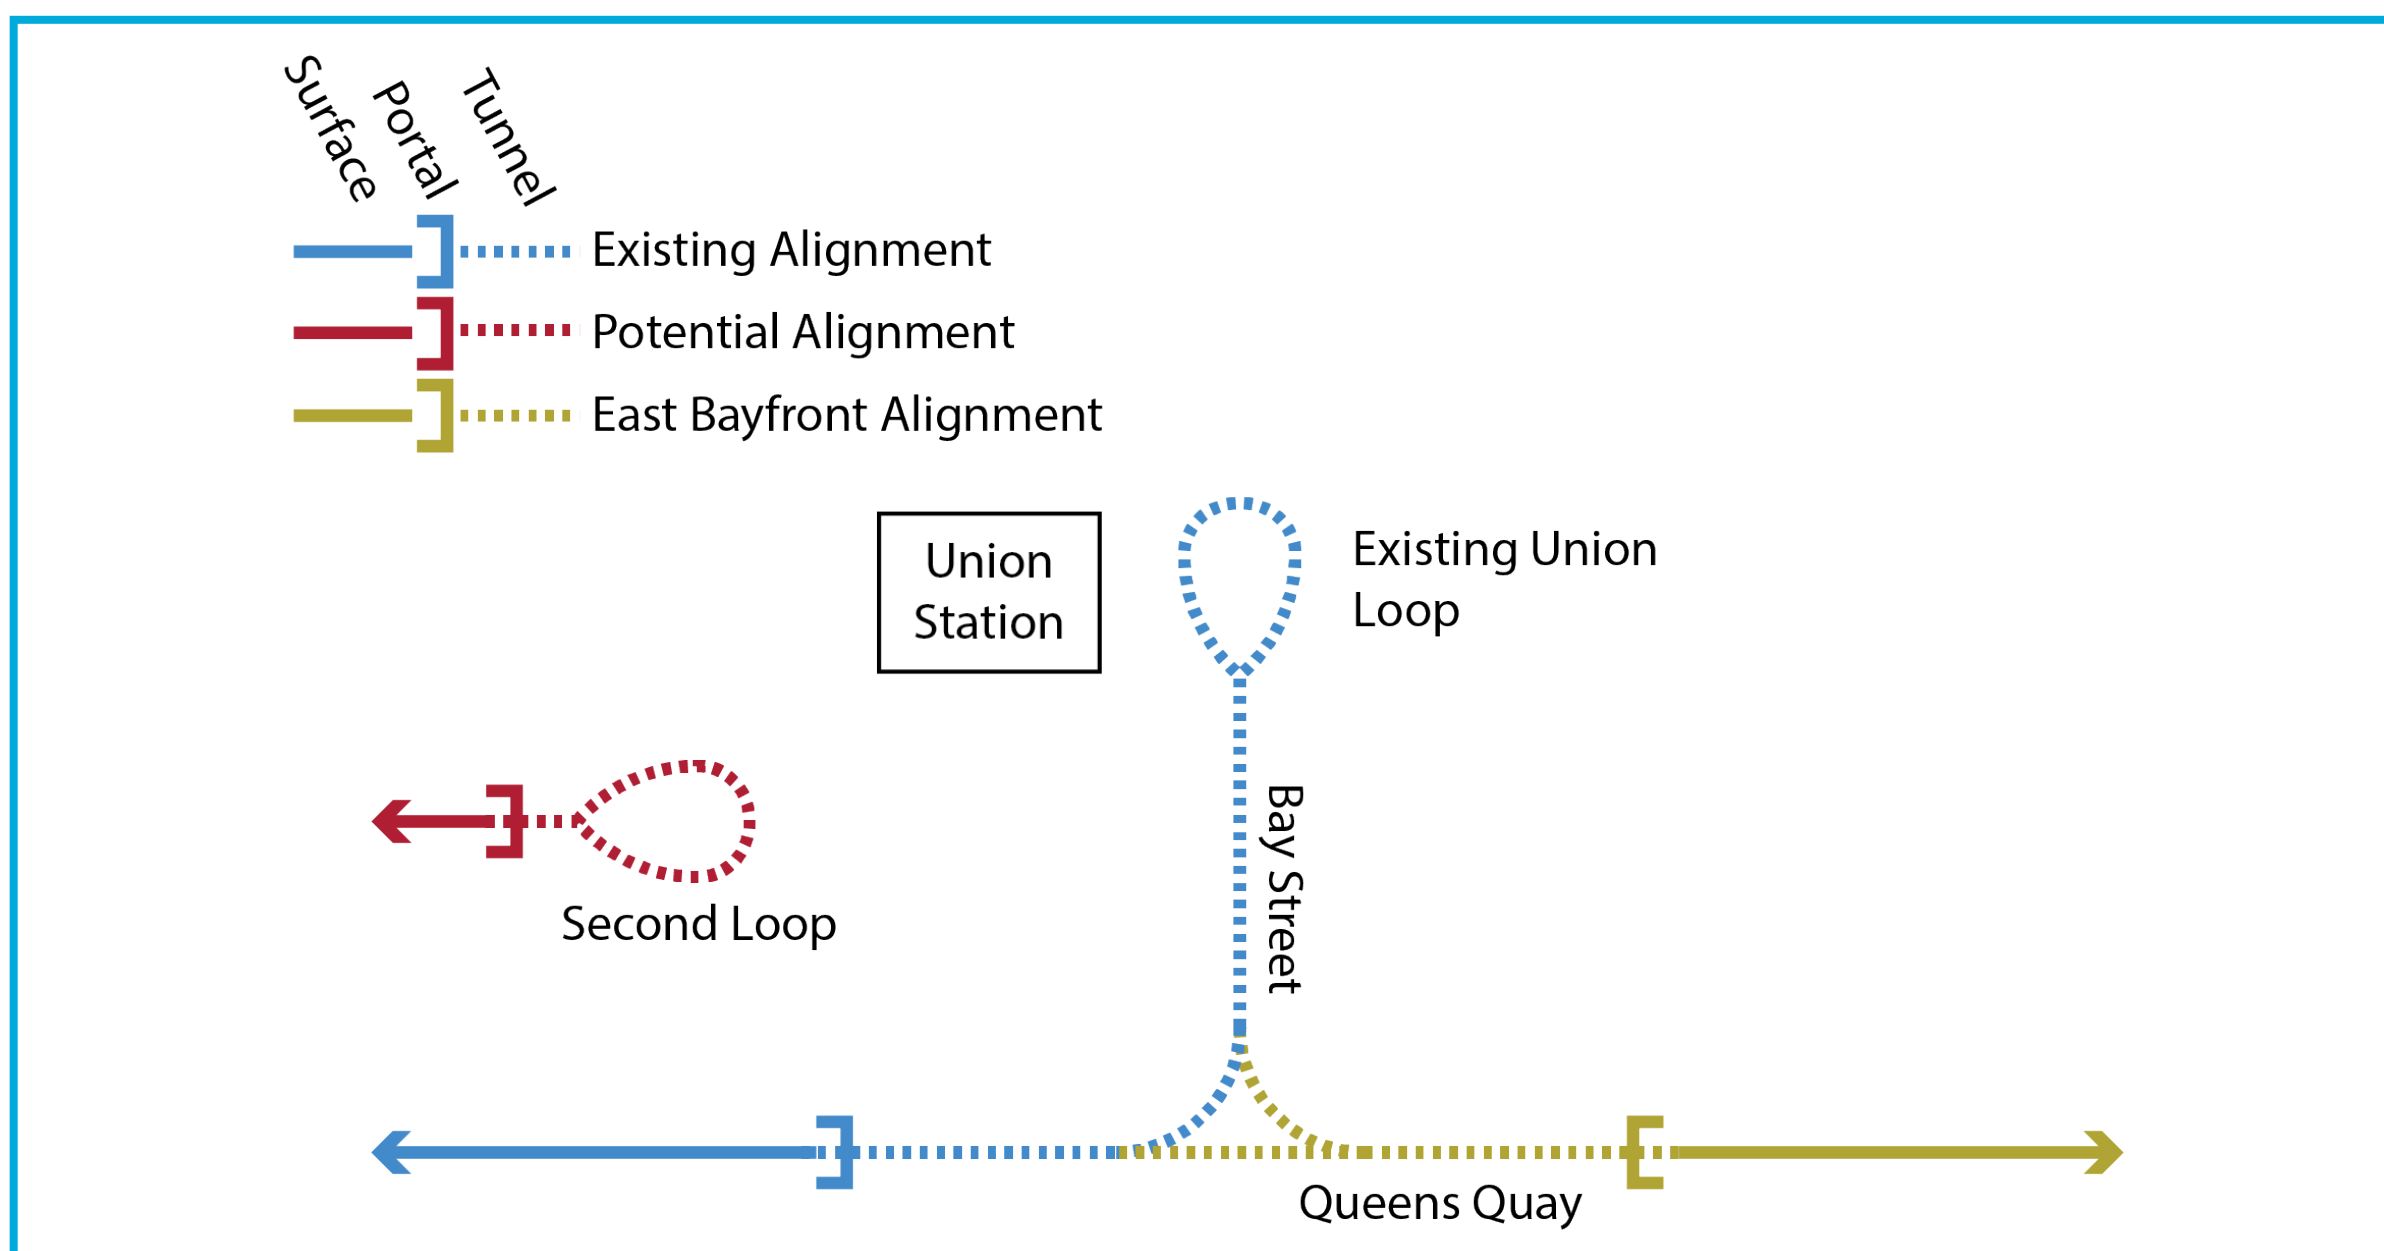 Surface
Portal
Tunnel
Existing Alignment
Potential Alignment
East Bayfront Alignment
Union
Station
Existing Union
Loop
Bay Street
Second Loop
Queens Quay